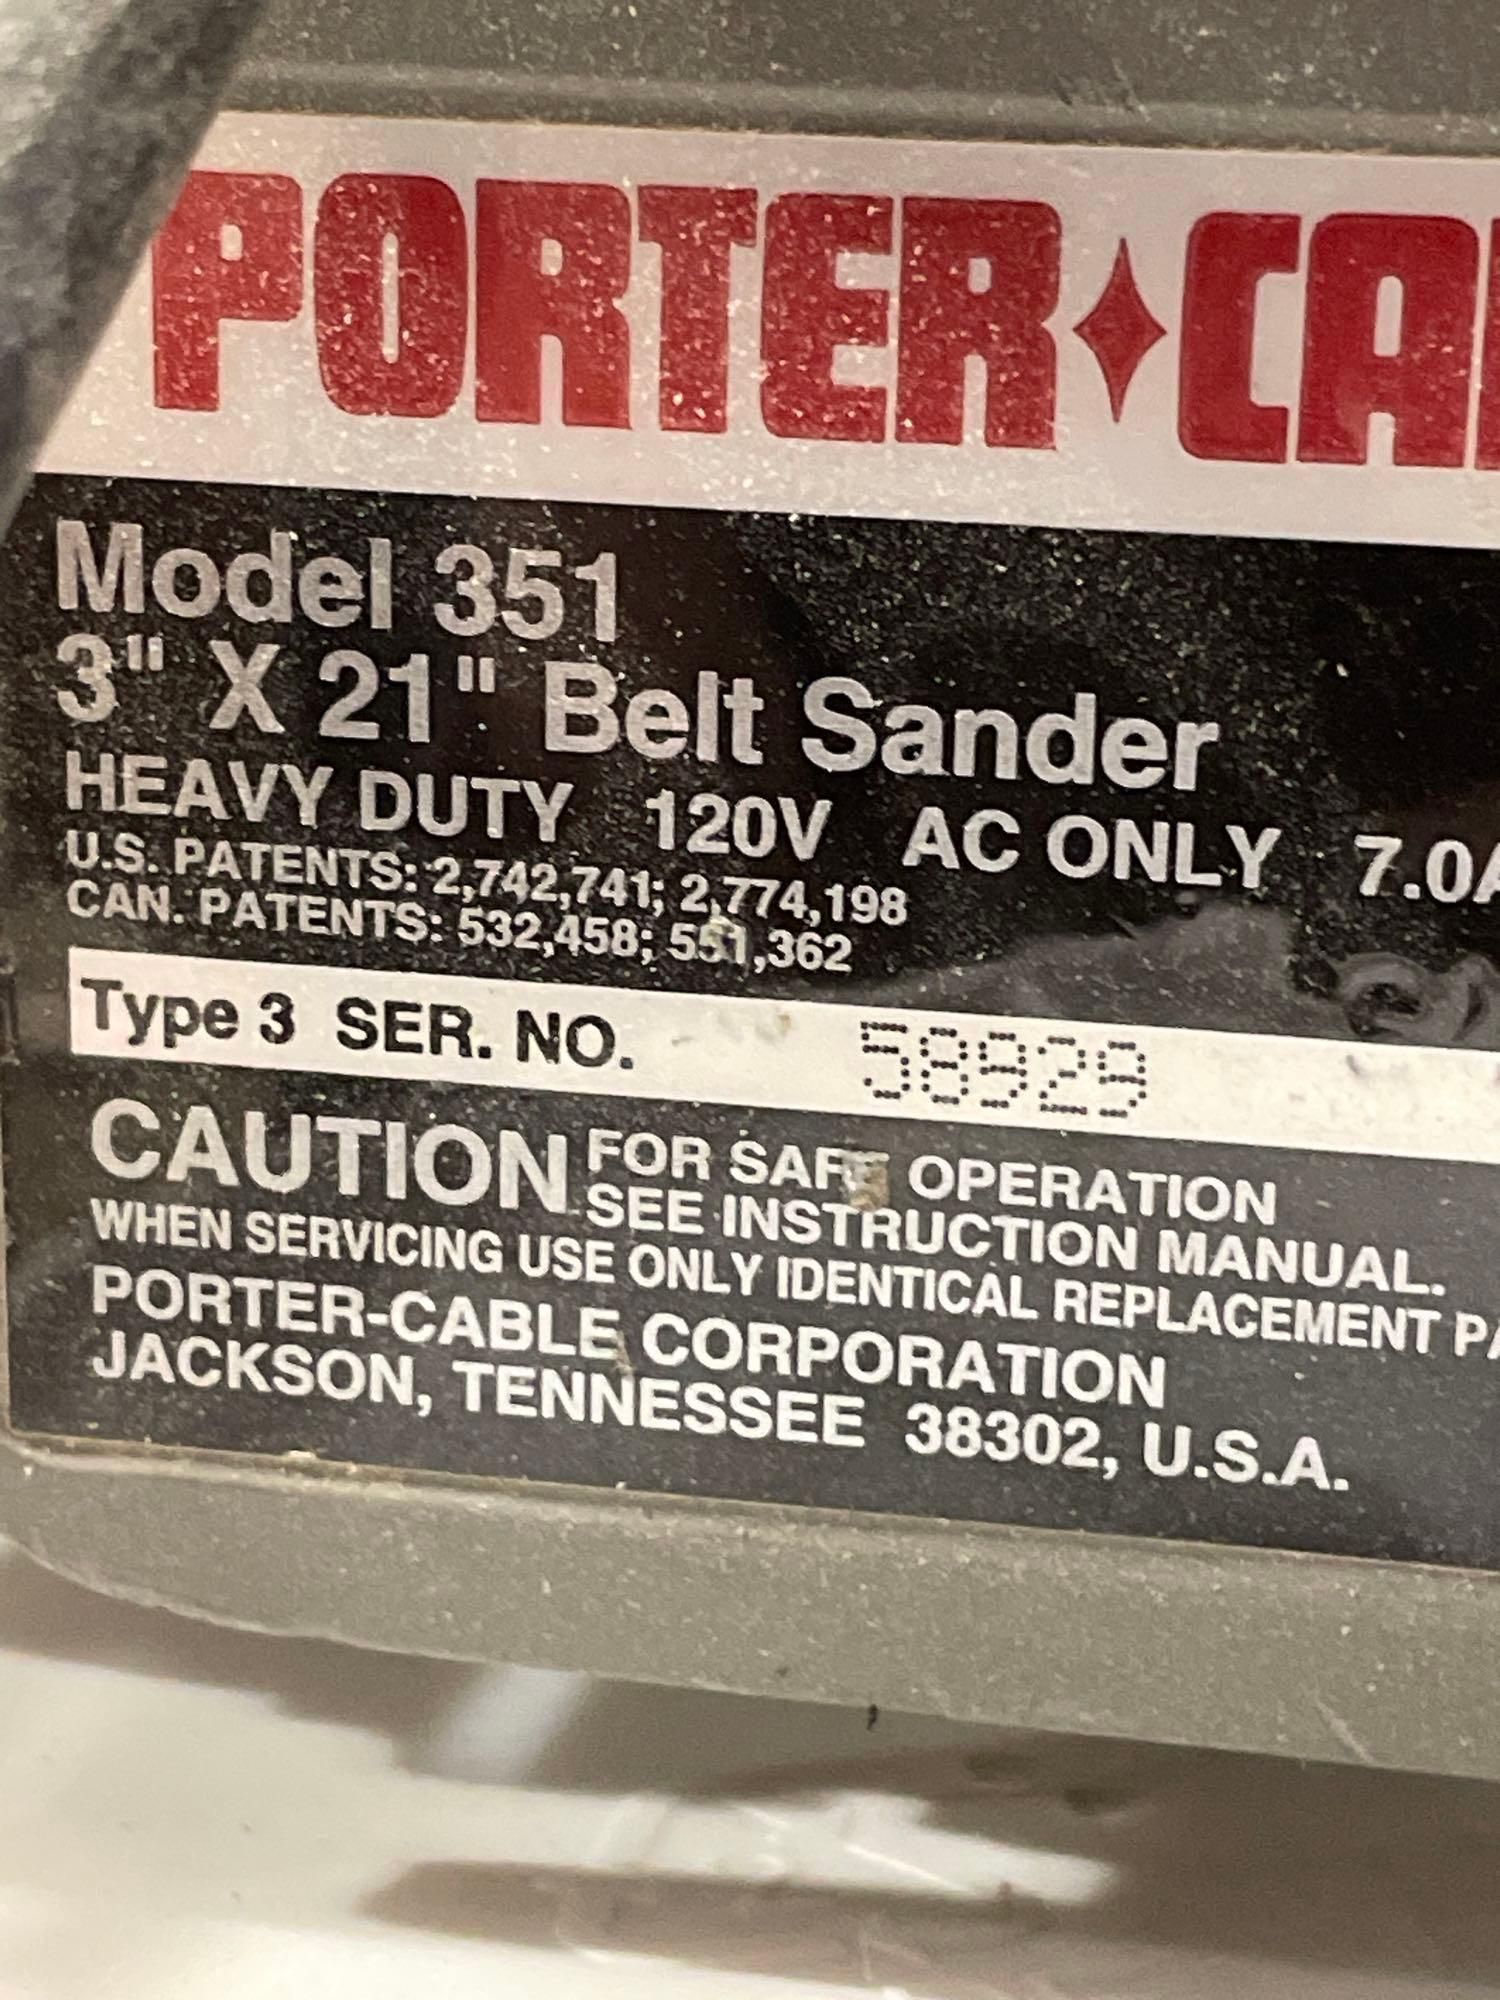 PORTER CA
Model 351
3" X 21" Belt Sander
HEAVY DUTY 120V AC ONLY 7.0A
U.S. PATENTS: 2,742,741; 2,774,198
CAN. PATENTS: 532,458; 551,362
Type 3 SER. NO. 58929
CAUTION FOR SAFE OPERATION
SEE INSTRUCTION MANUAL.
WHEN SERVICING USE ONLY IDENTICAL REPLACEMENT PA
PORTER-CABLE CORPORATION
JACKSON, TENNESSEE 38302, U.S.A.